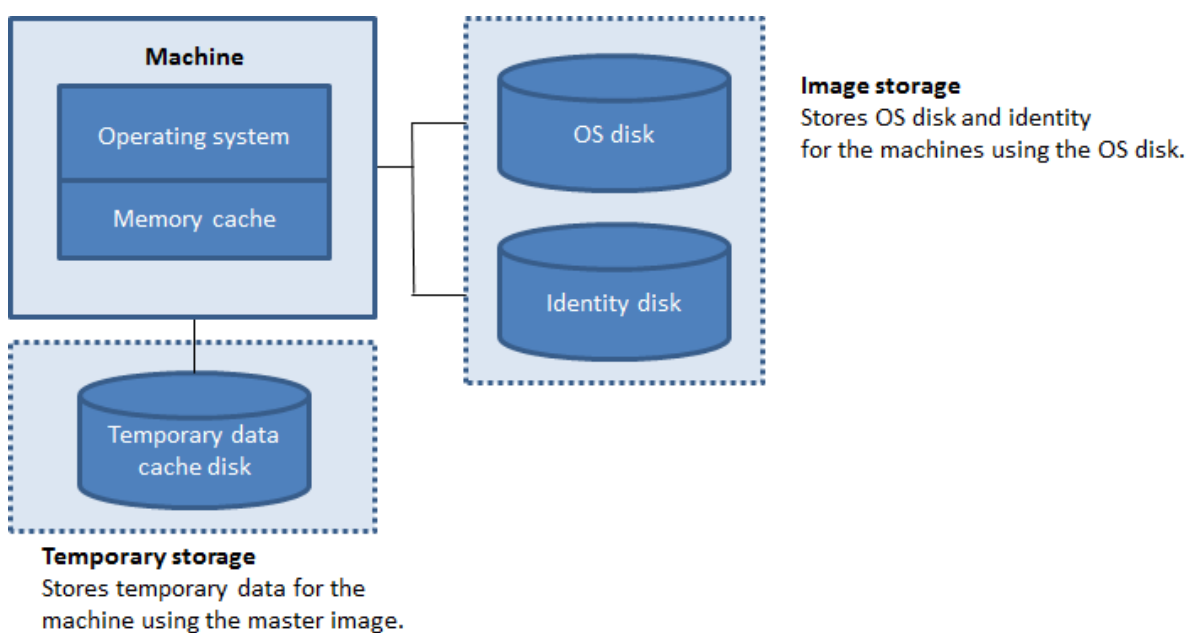 Machine
Operating system
Memory cache
OS disk
Identity disk
Image storage
Stores OS disk and identity
for the machines using the OS disk.
Temporary data
cache disk
Temporary storage
Stores temporary data for the
machine using the master image.